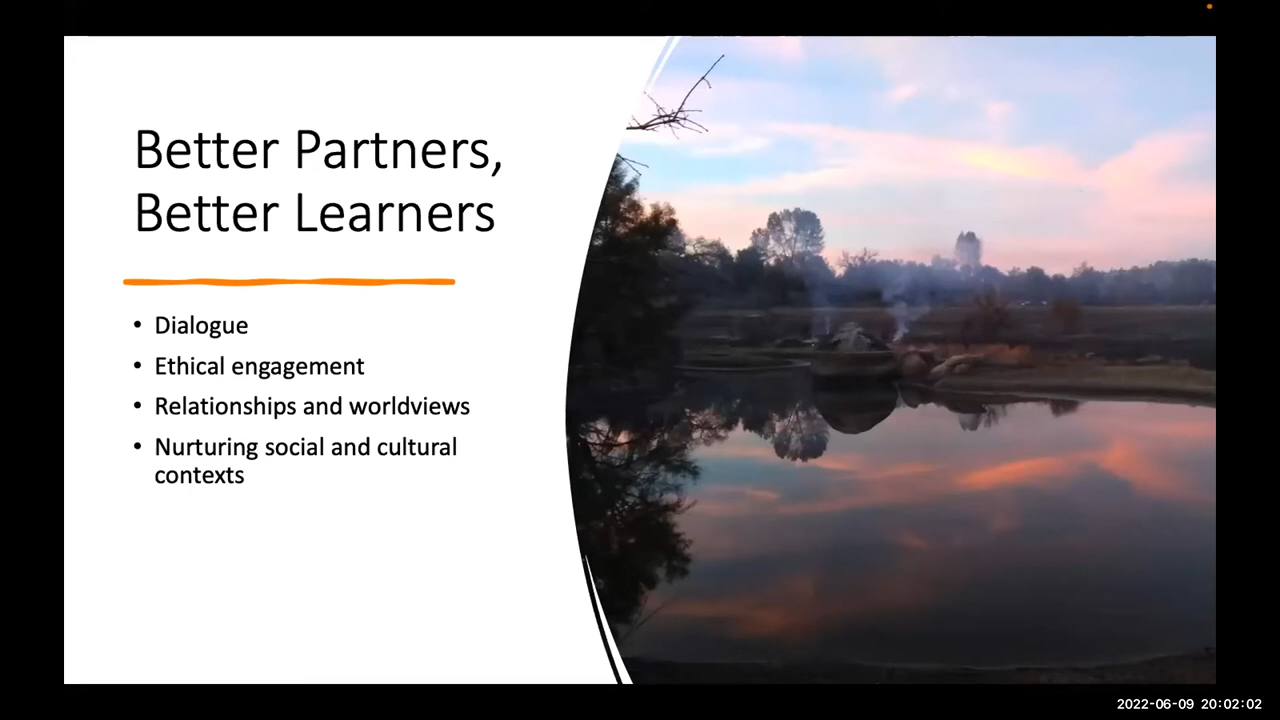 Better Partners,
Better Learners
• Dialogue
• Ethical engagement
• Relationships and worldviews
• Nurturing social and cultural
contexts
2022-06-09 20:02:02